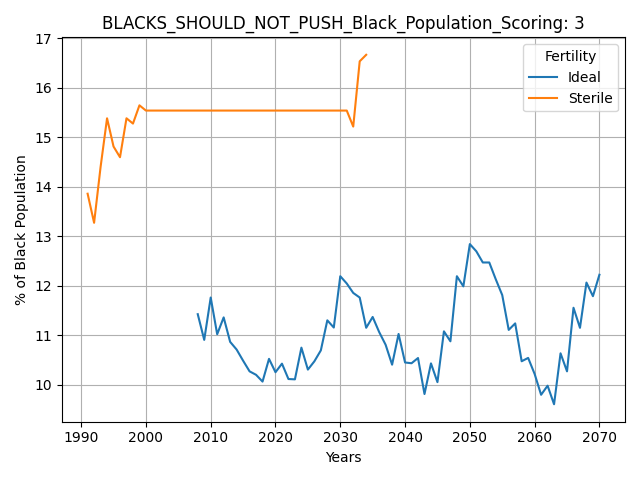 BLACKS_SHOULD_NOT_PUSH_Black_Population_Scoring: 3
17
16
15
14
13
12
11
10
% of Black Population
Fertility
Ideal
Sterile
1990 2000 2010 2020 2030 2040 2050 2060 2070
Years